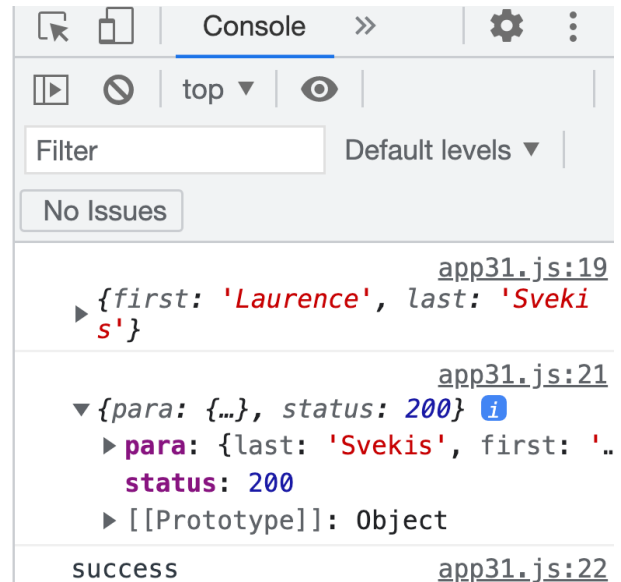 Console
top ▼
Filter Default levels ▼
No Issues
app31.js:19
▶ {first: 'Laurence', last: 'Sveki
s'}
app31.js:21
▼ {para: {…}, status: 200} i
▶ para: {last: 'Svekis', first: '…
status: 200
▶ [[Prototype]]: Object
success app31.js:22